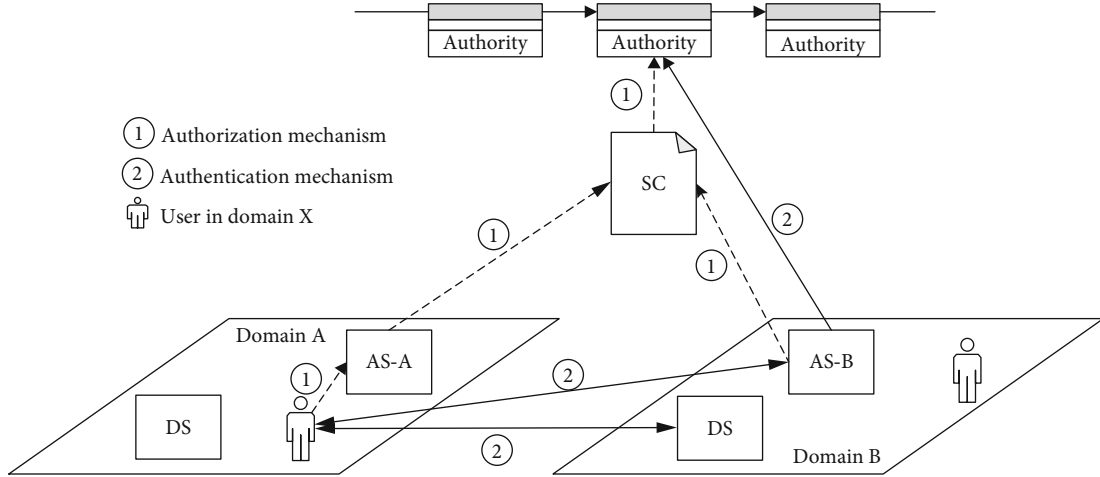 Authority
Authority
Authority
1
1 Authorization mechanism
2 Authentication mechanism
SC
User in domain X
2
1
1
Domain A
AS-A
AS-B
1
2
DS
DS
2
Domain B